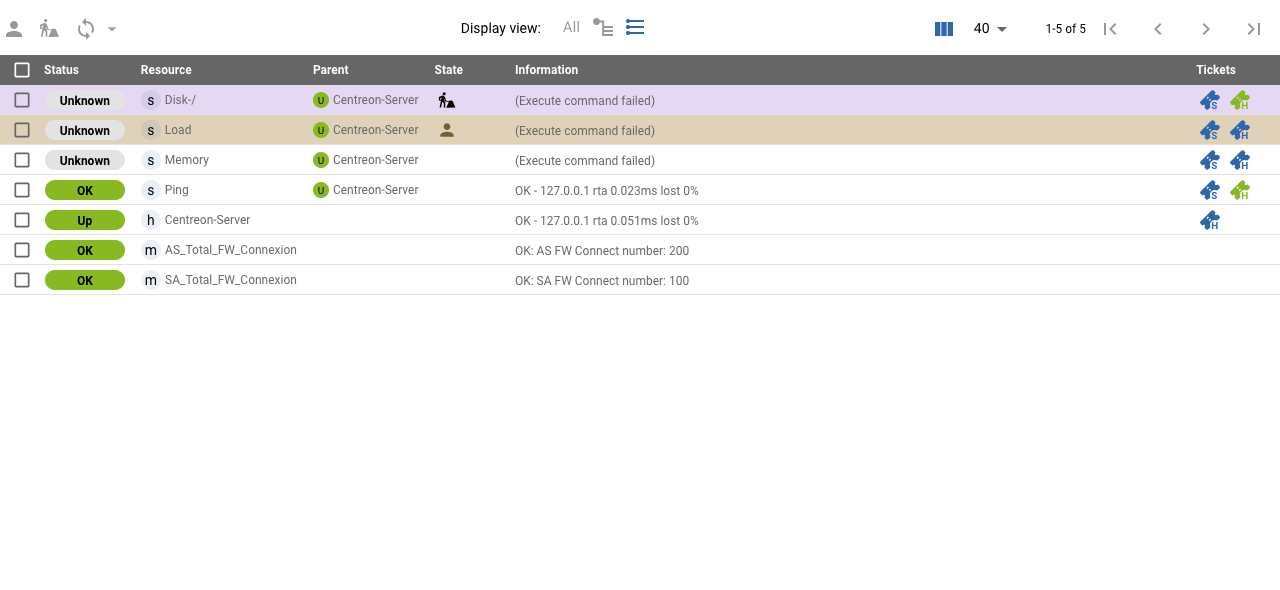 Display view: All 40 1-5 of 5
Status Resource Parent State Information Tickets
Unknown s Disk-/ U Centreon-Server (Execute command failed) S H
Unknown s Load U Centreon-Server (Execute command failed) S H
Unknown s Memory U Centreon-Server (Execute command failed) S H
OK s Ping U Centreon-Server OK - 127.0.0.1 rta 0.023ms lost 0% S H
Up h Centreon-Server OK - 127.0.0.1 rta 0.051ms lost 0% H
OK m AS_Total_FW_Connexion OK: AS FW Connect number: 200
OK m SA_Total_FW_Connexion OK: SA FW Connect number: 100